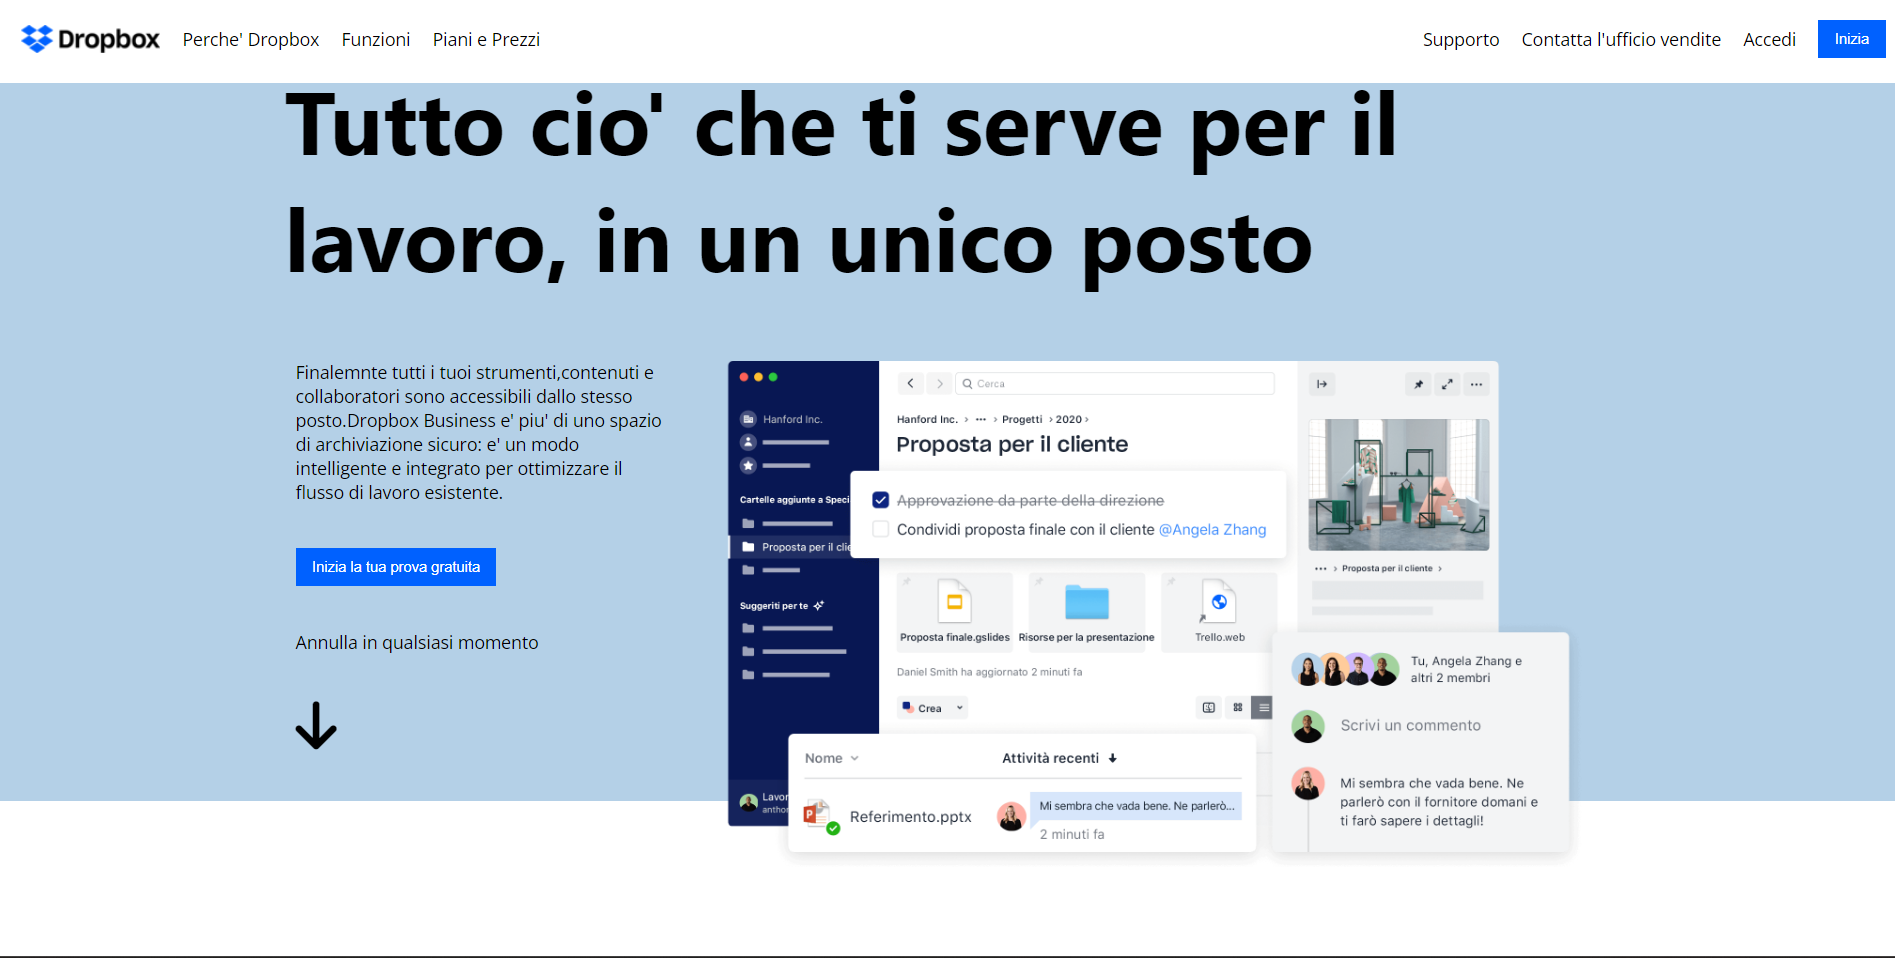 Dropbox Perche' Dropbox Funzioni Piani e Prezzi Supporto Contatta l'ufficio vendite Accedi Inizia
Tutto cio' che ti serve per il
lavoro, in un unico posto
Finalemnte tutti i tuoi strumenti,contenuti e
collaboratori sono accessibili dallo stesso
posto.Dropbox Business e' piu' di uno spazio
di archiviazione sicuro: e' un modo
intelligente e integrato per ottimizzare il
flusso di lavoro esistente.
Inizia la tua prova gratuita
Annulla in qualsiasi momento
Hanford Inc.
Cartelle aggiunte a Speci
Proposta per il clie
Suggeriti per te
Lavor
anthor
Cerca
Hanford Inc. › ··· › Progetti › 2020 ›
Proposta per il cliente
Approvazione da parte della direzione
Condividi proposta finale con il cliente @Angela Zhang
Proposta finale.gslides Risorse per la presentazione Trello.web
Daniel Smith ha aggiornato 2 minuti fa
Crea
Nome Attività recenti
Referimento.pptx
Mi sembra che vada bene. Ne parlerò...
2 minuti fa
··· › Proposta per il cliente ›
Tu, Angela Zhang e
altri 2 membri
Scrivi un commento
Mi sembra che vada bene. Ne
parlerò con il fornitore domani e
ti farò sapere i dettagli!